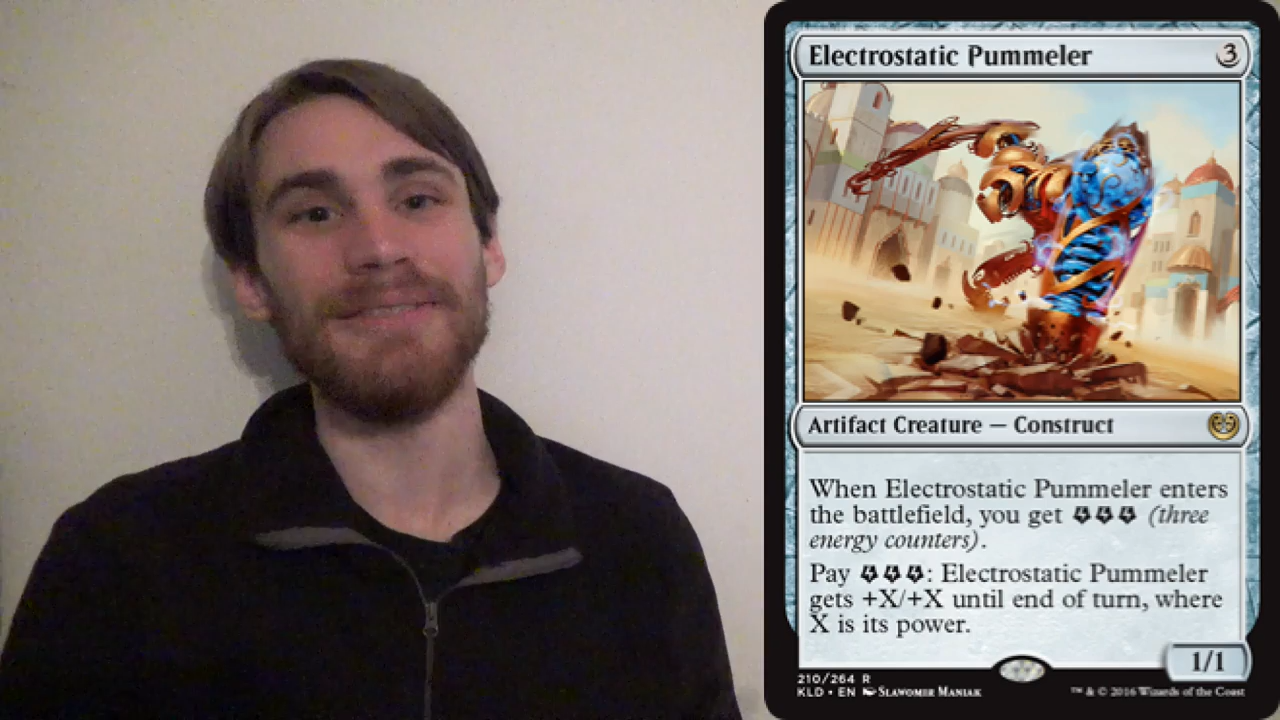 Electrostatic Pummeler 3
Artifact Creature — Construct
When Electrostatic Pummeler enters
the battlefield, you get (three
energy counters).
Pay : Electrostatic Pummeler
gets +X/+X until end of turn, where
X is its power.
1/1
210/264 R
KLD • EN Slawomir Maniak
™ & © 2016 Wizards of the Coast